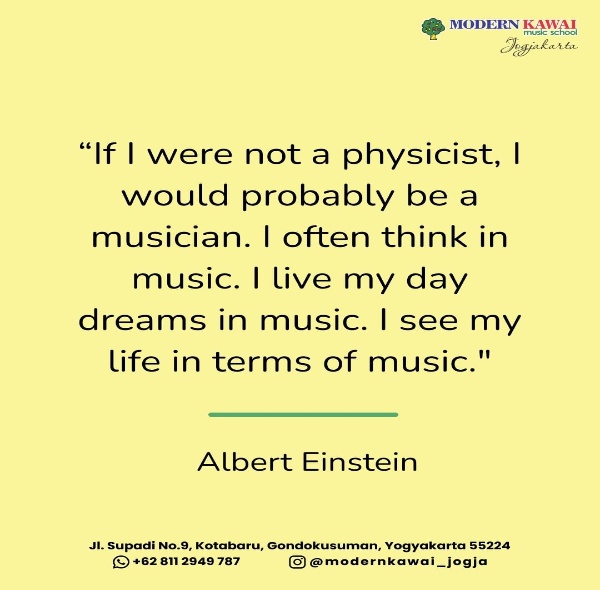 MODERN KAWAI
music school
Jogjakarta
“If I were not a physicist, I
would probably be a
musician. I often think in
music. I live my day
dreams in music. I see my
life in terms of music."
Albert Einstein
Jl. Supadi No.9, Kotabaru, Gondokusuman, Yogyakarta 55224
+62 811 2949 787 @modernkawai_jogja